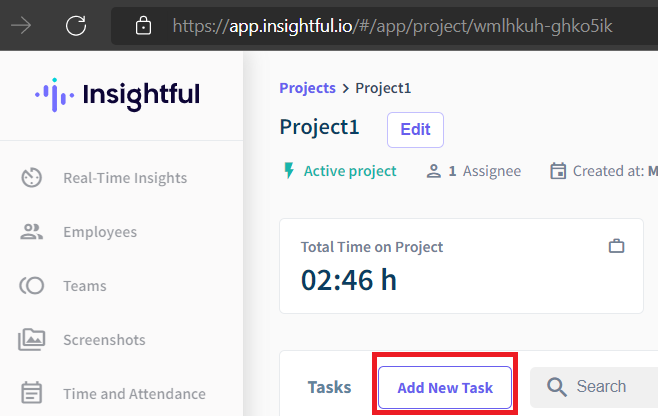 https://app.insightful.io/#/app/project/wmlhkuh-ghko5ik
Insightful
Projects > Project1
Project1 Edit
Active project 1 Assignee Created at: M
Real-Time Insights
Employees
Teams
Screenshots
Time and Attendance
Total Time on Project
02:46 h
Tasks Add New Task Search